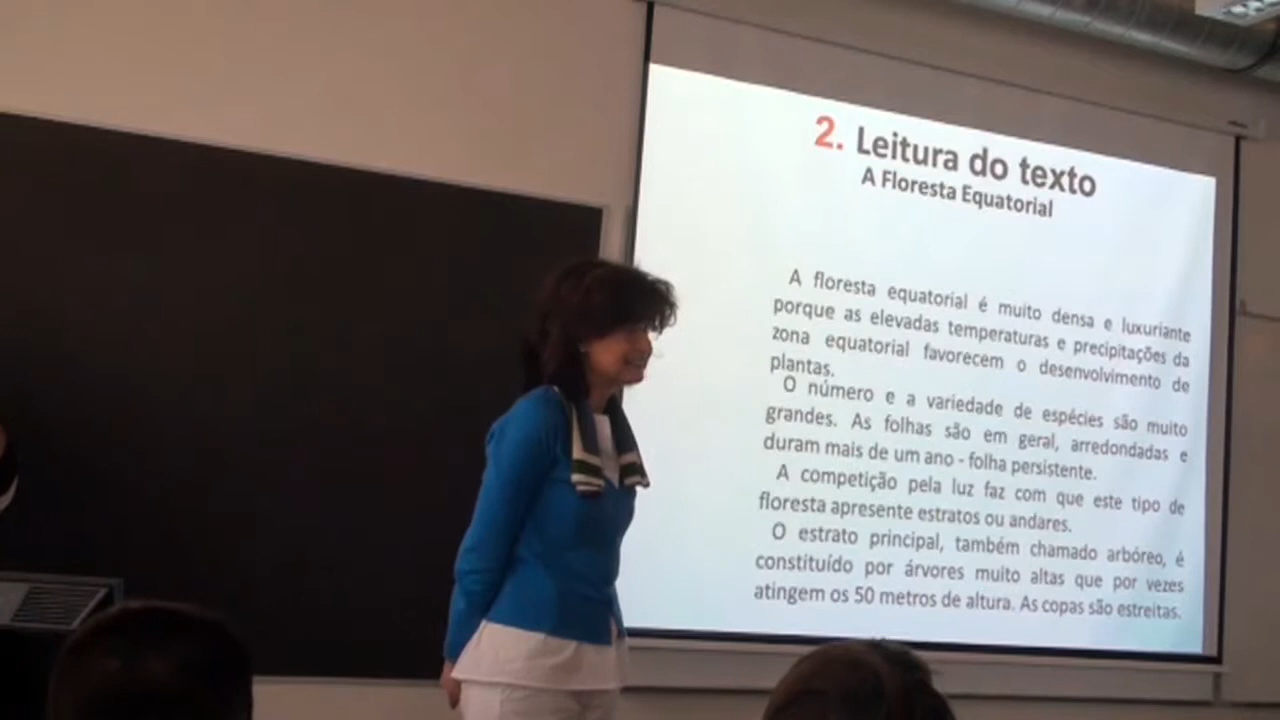 2. Leitura do texto
A Floresta Equatorial
A floresta equatorial é muito densa e luxuriante
porque as elevadas temperaturas e precipitações da
zona equatorial favorecem o desenvolvimento de
plantas.
O número e a variedade de espécies são muito
grandes. As folhas são em geral, arredondadas e
duram mais de um ano - folha persistente.
A competição pela luz faz com que este tipo de
floresta apresente estratos ou andares.
O estrato principal, também chamado arbóreo, é
constituído por árvores muito altas que por vezes
atingem os 50 metros de altura. As copas são estreitas.